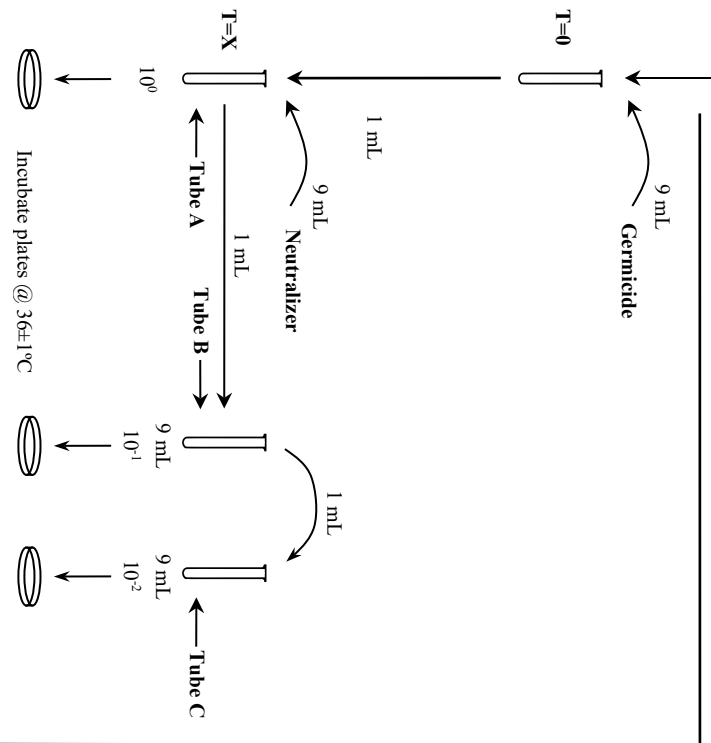 9 mL
Germicide
T=0
1 mL
1 mL
9 mL
Neutralizer
1 mL
T=X
Tube A
Tube B
Tube C
9 mL
9 mL
10⁰
10⁻¹
10⁻²
Incubate plates @ 36±1ºC